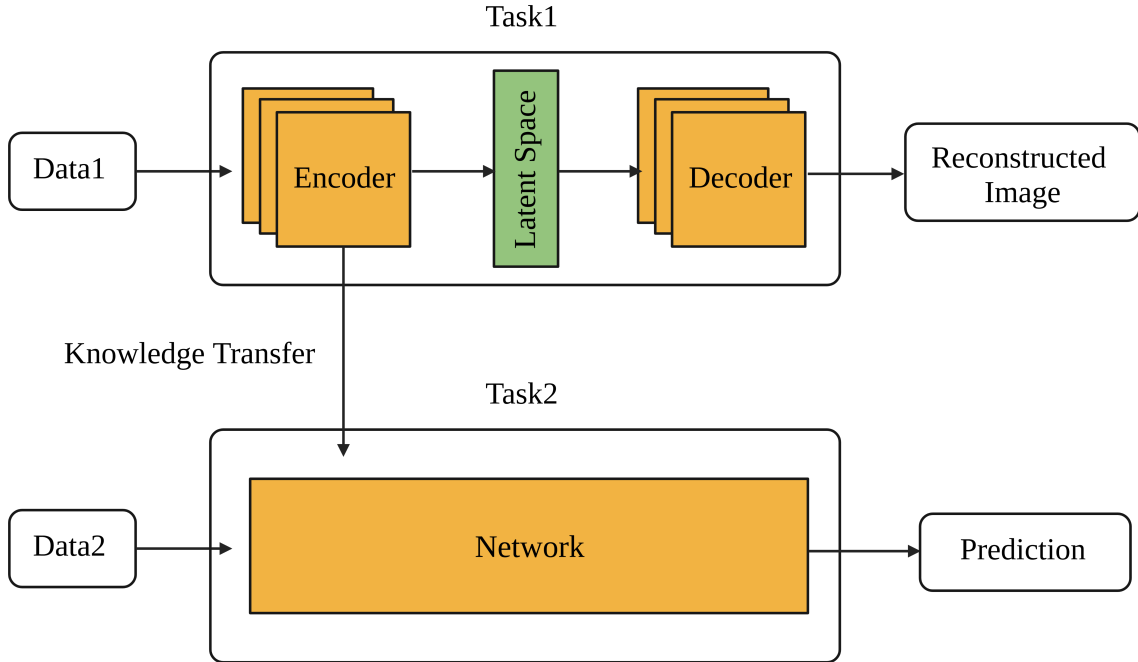 Task1
Data1
Encoder
Latent Space
Decoder
Reconstructed
Image
Knowledge Transfer
Task2
Data2
Network
Prediction